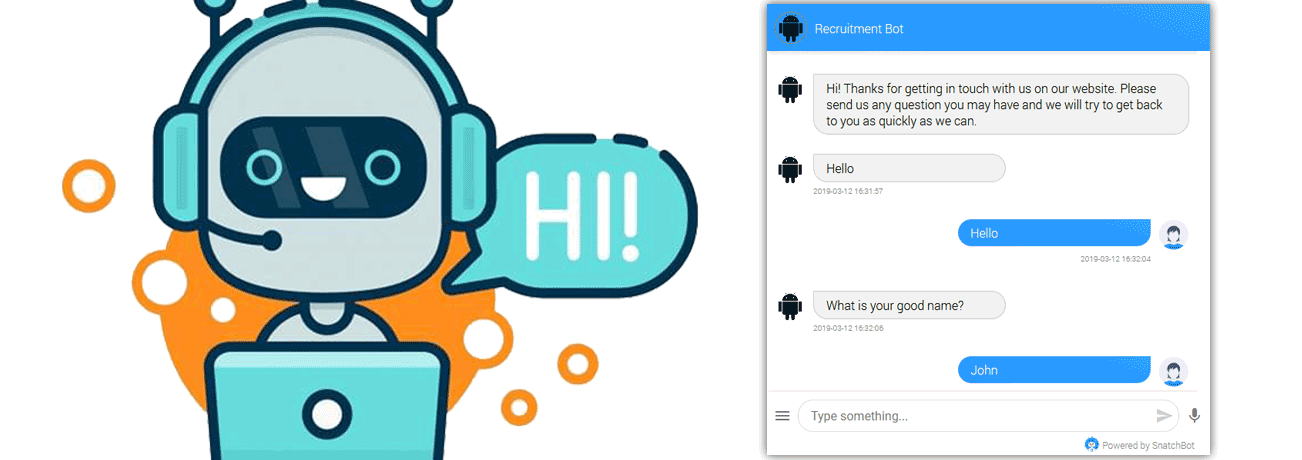 HI!
Recruitment Bot
Hi! Thanks for getting in touch with us on our website. Please
send us any question you may have and we will try to get back
to you as quickly as we can.
Hello
2019-03-12 16:31:57
Hello
2019-03-12 16:32:04
What is your good name?
2019-03-12 16:32:06
John
Type something...
Powered by SnatchBot